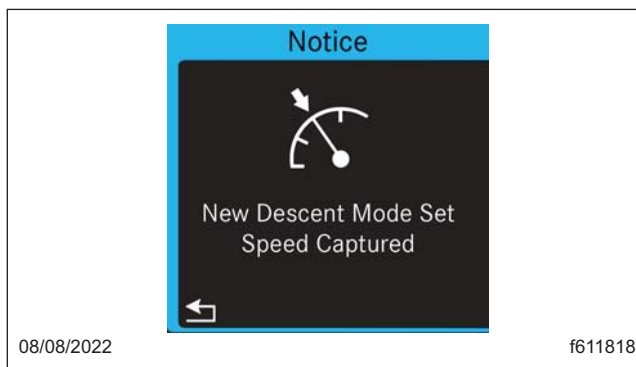 Notice
New Descent Mode Set
Speed Captured
08/08/2022
f611818